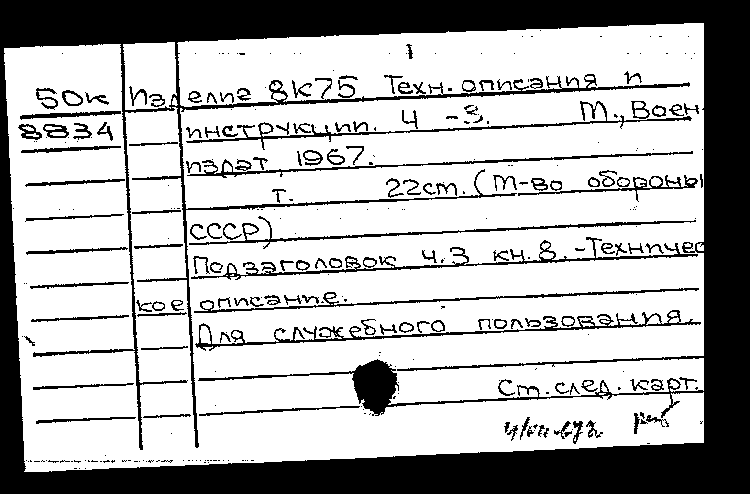 1
50к Изделие 8К75. Техн. описания и
8834 инструкции. Ч -3. М., Воен-
издат, 1967.
т. 22см. (М-во обороны
СССР)
Подзаголовок ч.3 кн.8.-Техничес
кое описание.
Для служебного пользования.
См. след. карт.